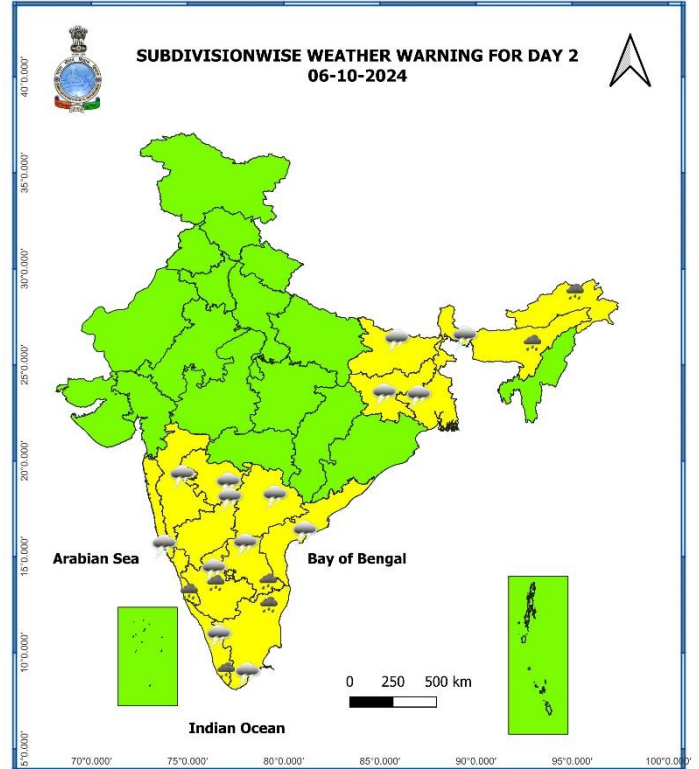 SUBDIVISIONWISE WEATHER WARNING FOR DAY 2
06-10-2024
40°0.000'
35°0.000'
30°0.000'
25°0.000'
20°0.000'
15°0.000'
10°0.000'
5°0.000'
Arabian Sea
Bay of Bengal
0 250 500 km
Indian Ocean
70°0.000' 75°0.000' 80°0.000' 85°0.000' 90°0.000' 95°0.000' 100°0.000'